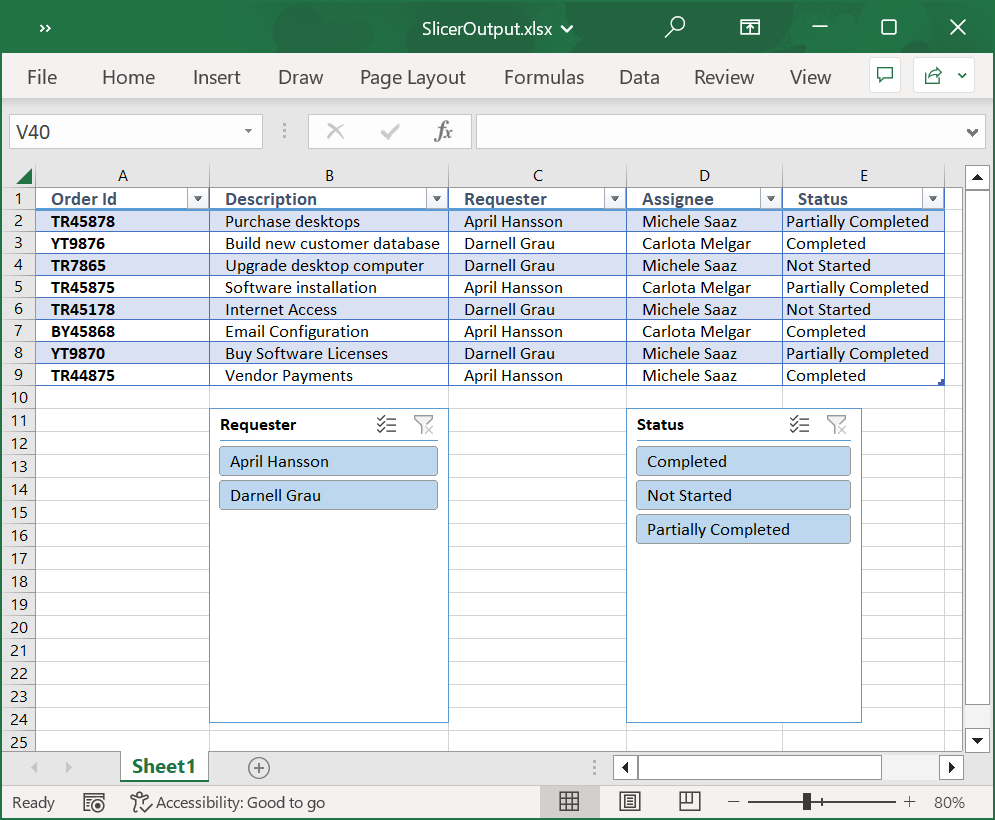 » SlicerOutput.xlsx
File Home Insert Draw Page Layout Formulas Data Review View
V40 fx
A B C D E
1 Order Id Description Requester Assignee Status
2 TR45878 Purchase desktops April Hansson Michele Saaz Partially Completed
3 YT9876 Build new customer database Darnell Grau Carlota Melgar Completed
4 TR7865 Upgrade desktop computer Darnell Grau Michele Saaz Not Started
5 TR45875 Software installation April Hansson Carlota Melgar Partially Completed
6 TR45178 Internet Access Darnell Grau Michele Saaz Not Started
7 BY45868 Email Configuration April Hansson Carlota Melgar Completed
8 YT9870 Buy Software Licenses Darnell Grau Michele Saaz Partially Completed
9 TR44875 Vendor Payments April Hansson Michele Saaz Completed
10
11 Requester Status
12
13 April Hansson Completed
14 Darnell Grau Not Started
15
16 Partially Completed
17
18
19
20
21
22
23
24
25
Sheet1
Ready Accessibility: Good to go 80%